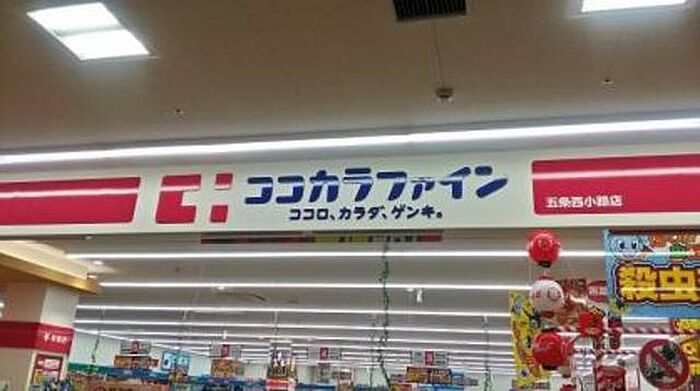 ココカラファイン
ココロ、カラダ、ゲンキ。
五条西小路店
殺虫